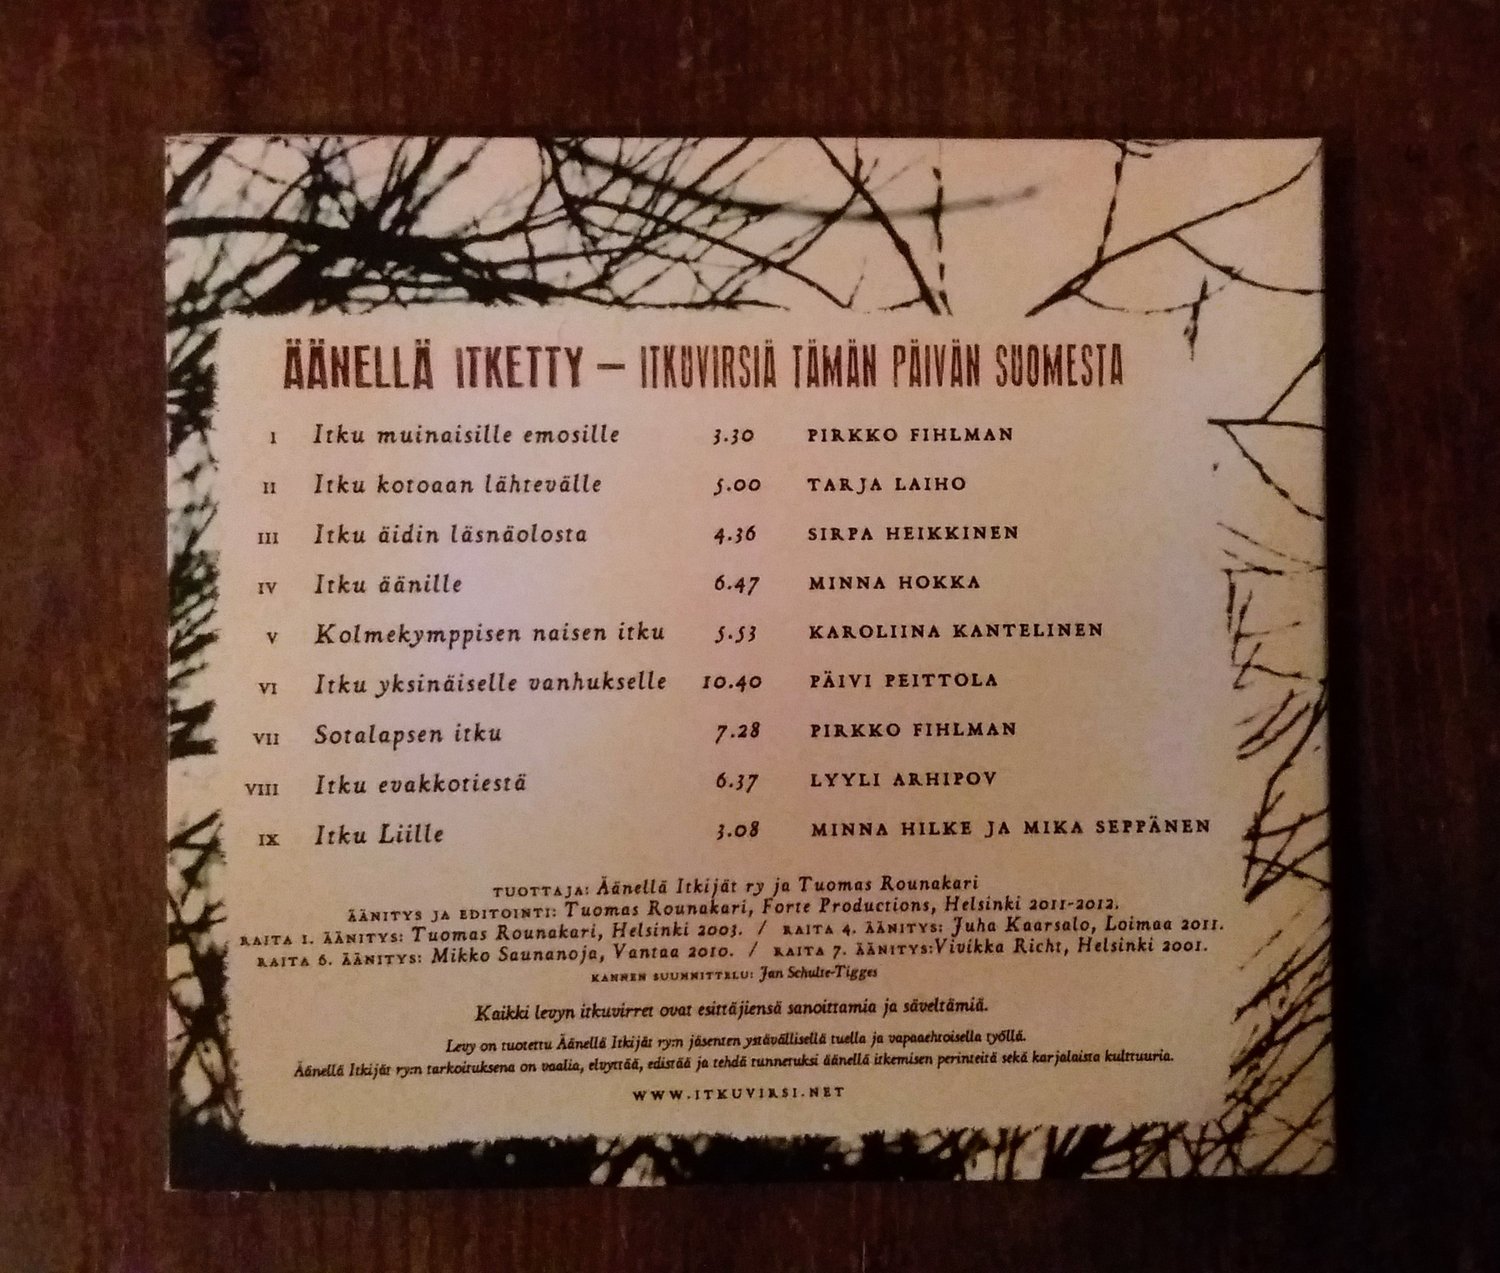 ÄÄNELLÄ ITKETTY – ITKUVIRSIÄ TÄMÄN PÄIVÄN SUOMESTA
I Itku muinaisille emosille 3.30 PIRKKO FIHLMAN
II Itku kotoaan lähtevälle 5.00 TARJA LAIHO
III Itku äidin läsnäolosta 4.36 SIRPA HEIKKINEN
IV Itku äänille 6.47 MINNA HOKKA
V Kolmekymppisen naisen itku 5.53 KAROLIINA KANTELINEN
VI Itku yksinäiselle vanhukselle 10.40 PÄIVI PEITTOLA
VII Sotalapsen itku 7.28 PIRKKO FIHLMAN
VIII Itku evakkotiestä 6.37 LYYLI ARHIPOV
IX Itku Liille 3.08 MINNA HILKE JA MIKA SEPPÄNEN
TUOTTAJA: Äänellä Itkijät ry ja Tuomas Rounakari
ÄÄNITYS JA EDITOINTI: Tuomas Rounakari, Forte Productions, Helsinki 2011-2012.
RAITA 1. ÄÄNITYS: Tuomas Rounakari, Helsinki 2003. / RAITA 4. ÄÄNITYS: Juha Kaarsalo, Loimaa 2011.
RAITA 6. ÄÄNITYS: Mikko Saunanoja, Vantaa 2010. / RAITA 7. ÄÄNITYS:Vivikka Richt, Helsinki 2001.
KANNEN SUUNNITTELU: Jan Schulte-Tigges
Kaikki levyn itkuvirret ovat esittäjiensä sanoittamia ja säveltämiä.
Levy on tuotettu Äänellä Itkijät ry:n jäsenten ystävällisellä tuella ja vapaaehtoisella työllä.
Äänellä Itkijät ry:n tarkoituksena on vaalia, elvyttää, edistää ja tehdä tunnetuksi äänellä itkemisen perinteitä sekä karjalaista kulttuuria.
WWW.ITKUVIRSI.NET